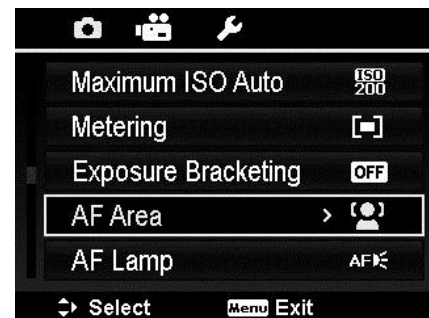 Maximum ISO Auto ISO 200
Metering
Exposure Bracketing OFF
AF Area
AF Lamp AF
Select Menu Exit